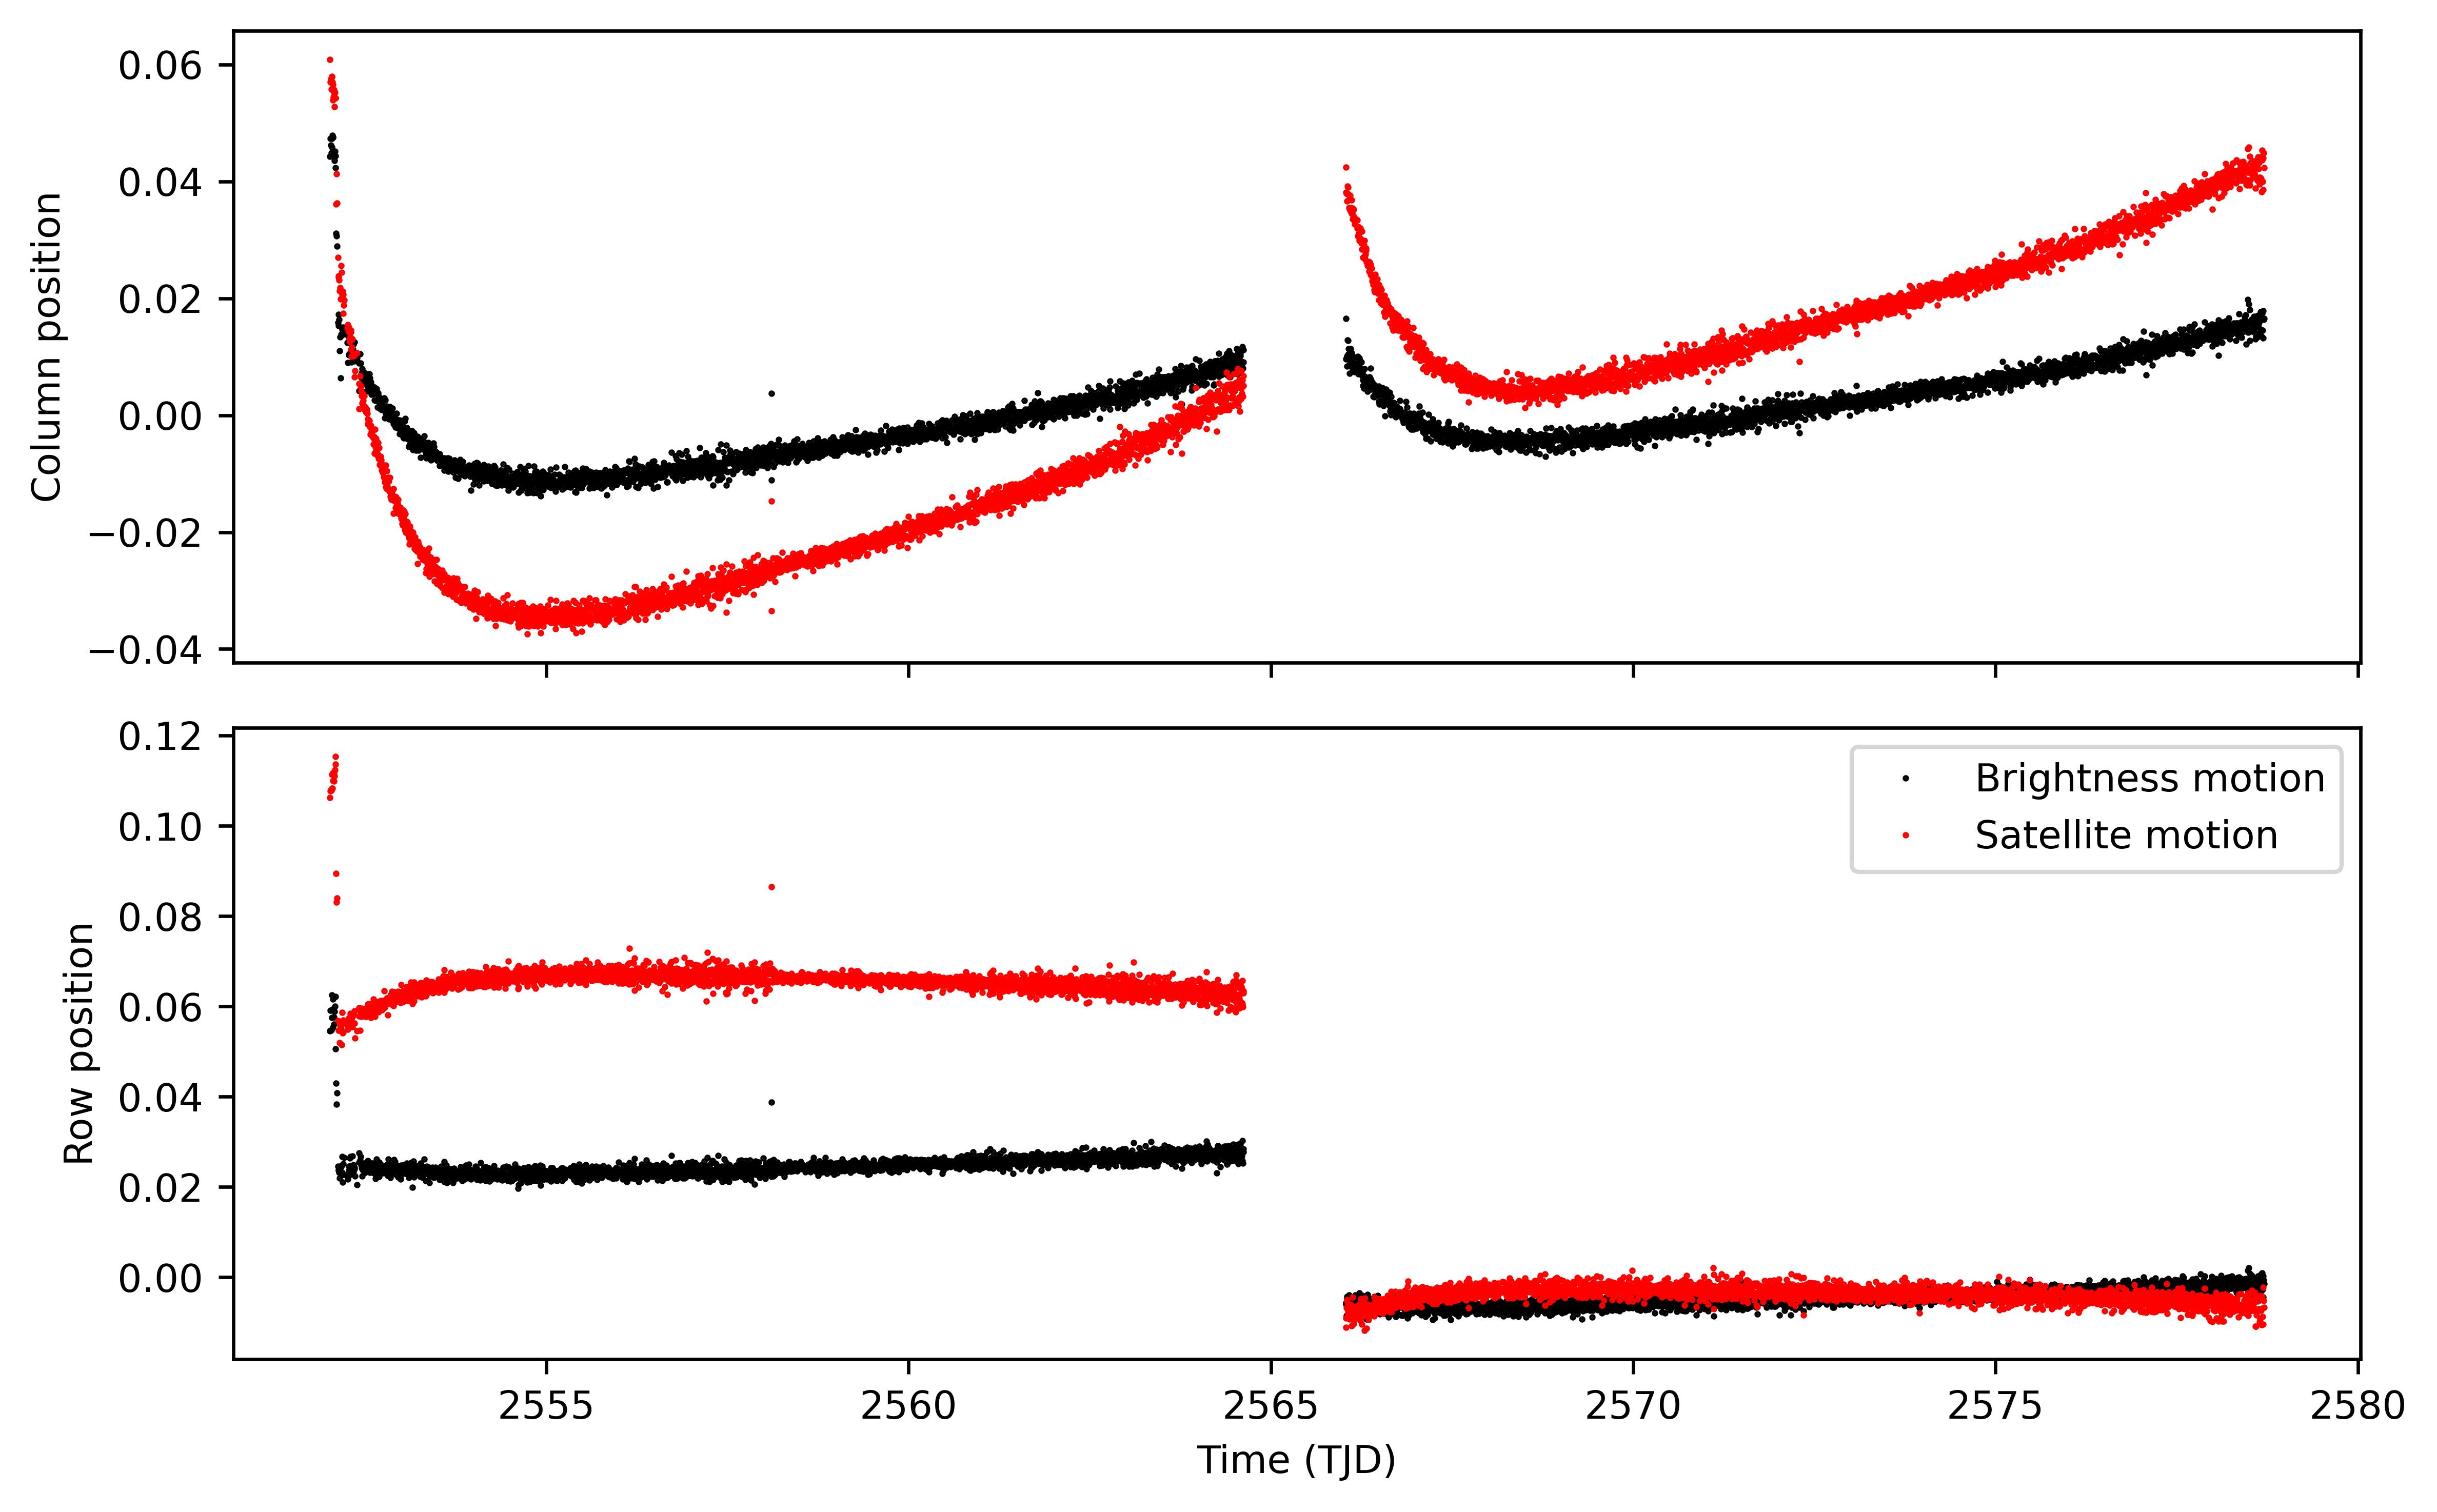 0.06
0.04
0.02
0.00
−0.02
−0.04
Column position
0.12
0.10
0.08
0.06
0.04
0.02
0.00
Row position
Brightness motion
Satellite motion
2555 2560 2565 2570 2575 2580
Time (TJD)